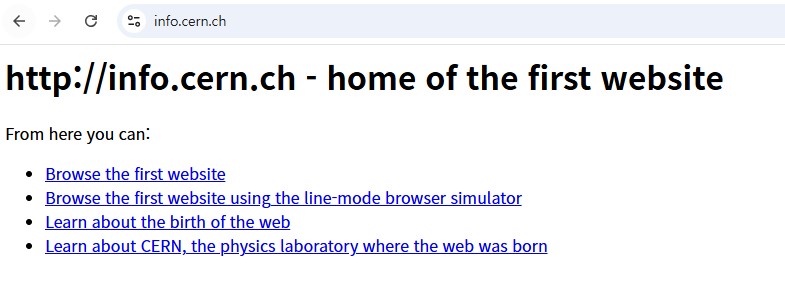 info.cern.ch
http://info.cern.ch - home of the first website
From here you can:
Browse the first website
Browse the first website using the line-mode browser simulator
Learn about the birth of the web
Learn about CERN, the physics laboratory where the web was born